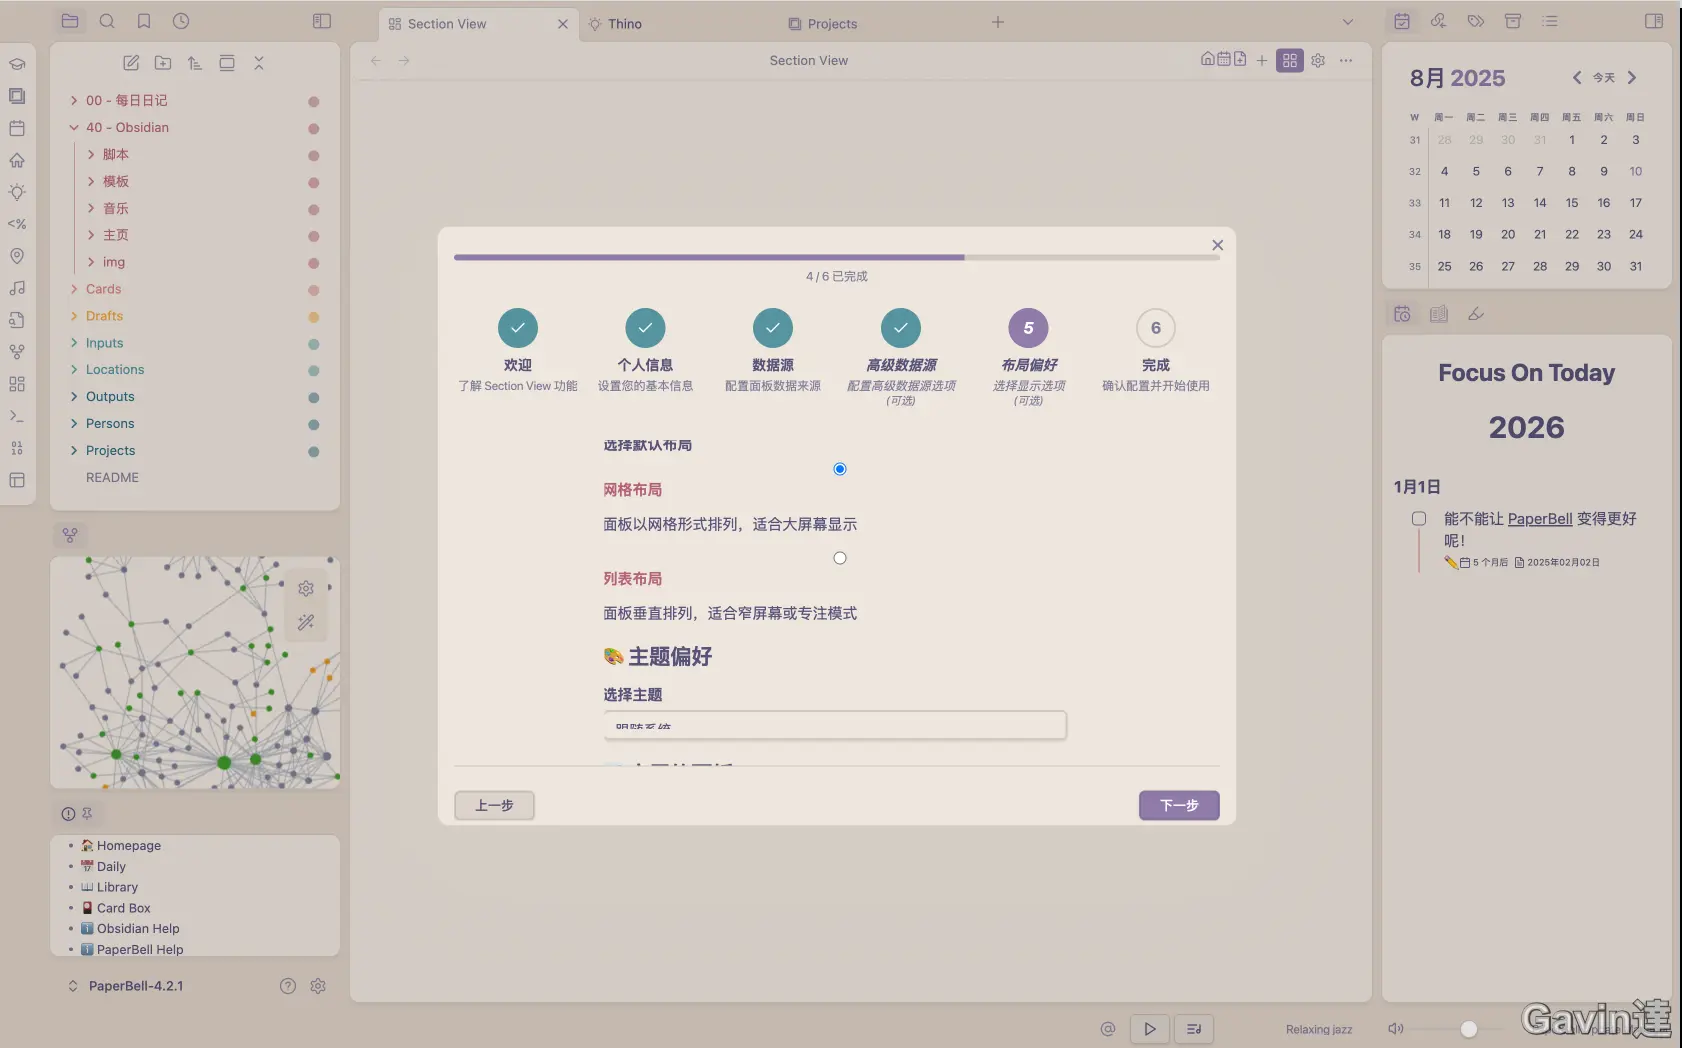 Section View
Thino
Projects
Section View
00 - 每日日记
40 - Obsidian
脚本
模板
音乐
主页
img
Cards
Drafts
Inputs
Locations
Outputs
Persons
Projects
README
<%
01
10
Homepage
Daily
Library
Card Box
Obsidian Help
PaperBell Help
PaperBell-4.2.1
4 / 6 已完成
欢迎
了解 Section View 功能
个人信息
设置您的基本信息
数据源
配置面板数据来源
高级数据源
配置高级数据源选项
(可选)
5
布局偏好
选择显示选项
(可选)
6
完成
确认配置并开始使用
选择默认布局
网格布局
面板以网格形式排列，适合大屏幕显示
列表布局
面板垂直排列，适合窄屏幕或专注模式
🎨 主题偏好
选择主题
跟随系统
上一步
下一步
8月 2025
今天
W 周一 周二 周三 周四 周五 周六 周日
31 28 29 30 31 1 2 3
32 4 5 6 7 8 9 10
33 11 12 13 14 15 16 17
34 18 19 20 21 22 23 24
35 25 26 27 28 29 30 31
Focus On Today
2026
1月1日
能不能让 PaperBell 变得更好
呢！
5 个月后 2025年02月02日
Relaxing jazz
Gavin達